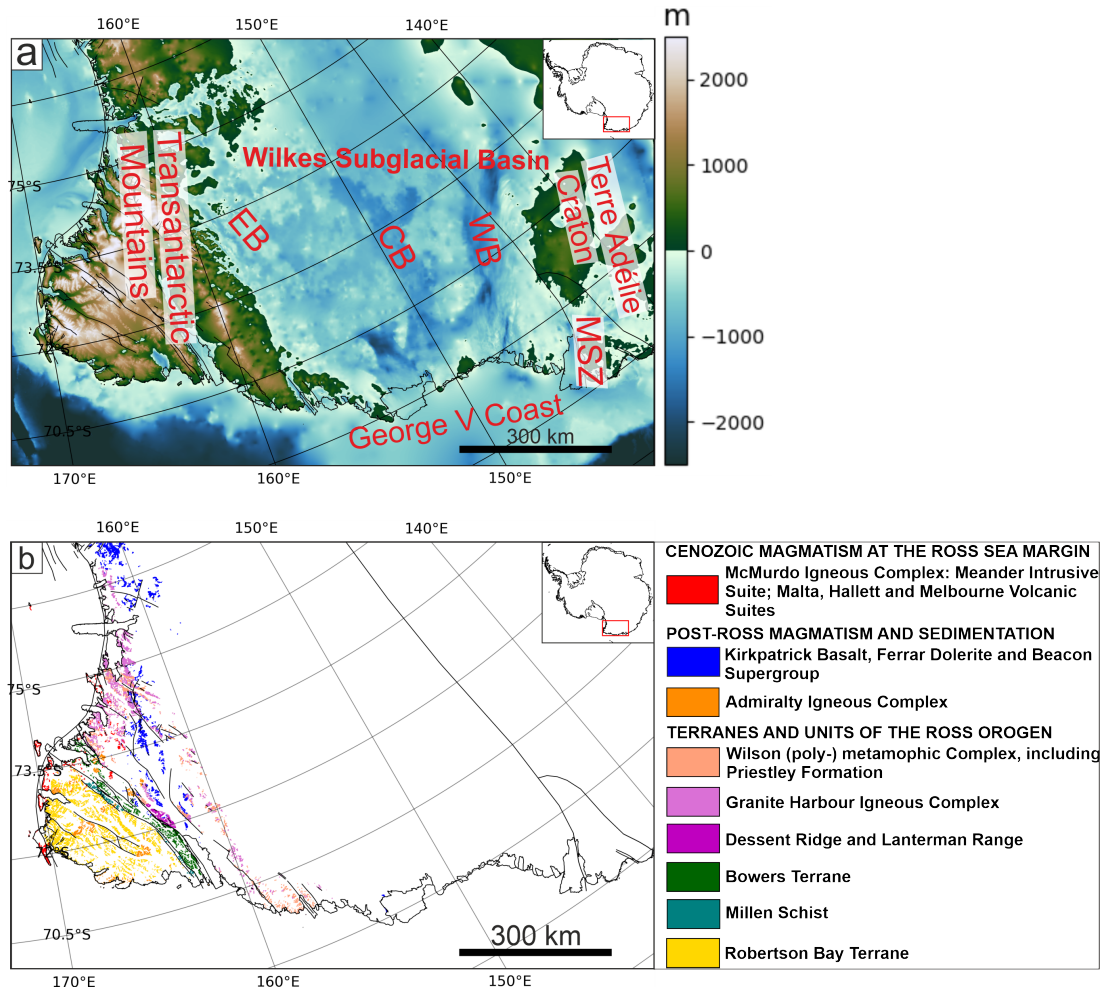 160°E 150°E 140°E
m
a
2000
1000
0
−1000
−2000
75°S
73.5°S
72°S
70.5°S
Transantarctic
Mountains
Wilkes Subglacial Basin
EB
CB
WB
Terre Adélie
Craton
MSZ
George V Coast
300 km
170°E 160°E 150°E
160°E 150°E 140°E
b
75°S
73.5°S
72°S
70.5°S
300 km
170°E 160°E 150°E
CENOZOIC MAGMATISM AT THE ROSS SEA MARGIN
McMurdo Igneous Complex: Meander Intrusive
Suite; Malta, Hallett and Melbourne Volcanic
Suites
POST-ROSS MAGMATISM AND SEDIMENTATION
Kirkpatrick Basalt, Ferrar Dolerite and Beacon
Supergroup
Admiralty Igneous Complex
TERRANES AND UNITS OF THE ROSS OROGEN
Wilson (poly-) metamophic Complex, including
Priestley Formation
Granite Harbour Igneous Complex
Dessent Ridge and Lanterman Range
Bowers Terrane
Millen Schist
Robertson Bay Terrane